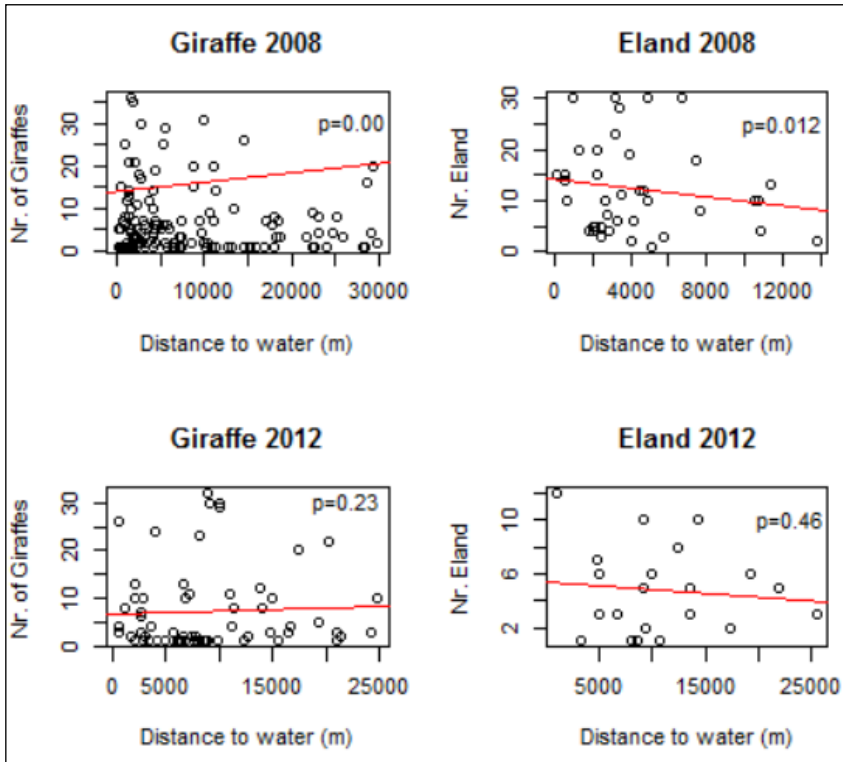 Giraffe 2008
Nr. of Giraffes
30
20
10
0
p=0.00
0 10000 20000 30000
Distance to water (m)
Eland 2008
Nr. Eland
30
20
10
0
p=0.012
0 4000 8000 12000
Distance to water (m)
Giraffe 2012
Nr. of Giraffes
30
20
10
0
p=0.23
0 5000 15000 25000
Distance to water (m)
Eland 2012
Nr. Eland
10
6
2
p=0.46
5000 15000 25000
Distance to water (m)